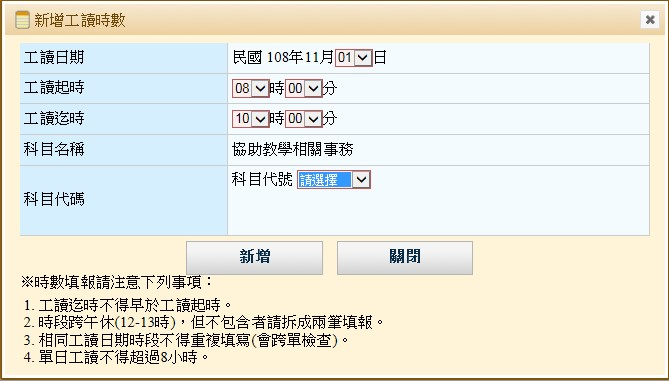 新增工讀時數
工讀日期 民國 108年11月 01 日
工讀起時 08 時 00 分
工讀迄時 10 時 00 分
科目名稱 協助教學相關事務
科目代碼 科目代號 請選擇
新增 關閉
※時數填報請注意下列事項：
1. 工讀迄時不得早於工讀起時。
2. 時段跨午休(12-13時)，但不包含者請拆成兩筆填報。
3. 相同工讀日期時段不得重複填寫(會跨單檢查)。
4. 單日工讀不得超過8小時。